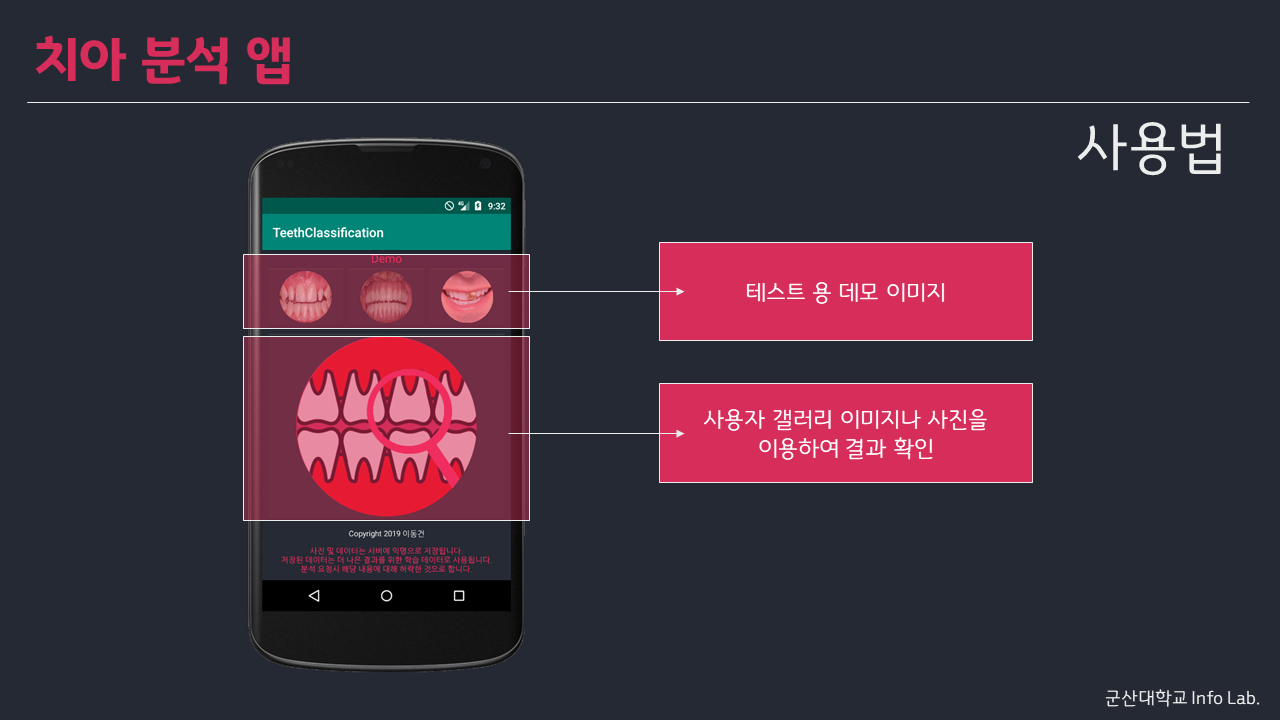 치아 분석 앱
사용법
9:32
TeethClassification
Demo
테스트 용 데모 이미지
사용자 갤러리 이미지나 사진을
이용하여 결과 확인
Copyright 2019 이동건
사진 및 데이터는 서버에 익명으로 저장됩니다.
저장된 데이터는 더 나은 결과를 위한 학습 데이터로 사용됩니다.
분석 요청시 해당 내용에 대해 허락한 것으로 합니다.
군산대학교 Info Lab.